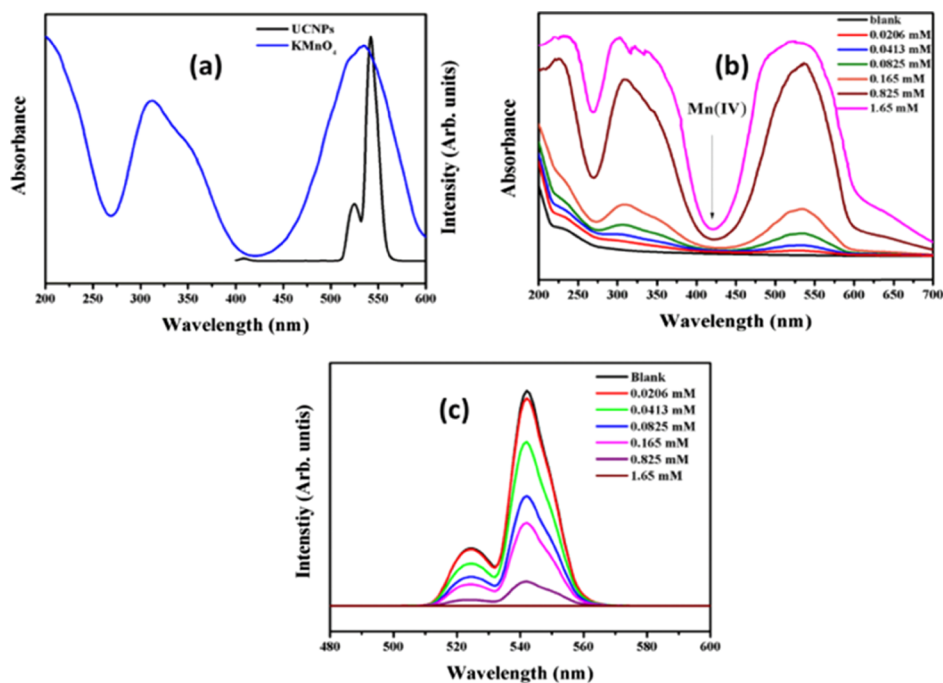 (a)
UCNPs
KMnO4
Absorbance
Intensity (Arb. units)
200 250 300 350 400 450 500 550 600
Wavelength (nm)
(b)
blank
0.0206 mM
0.0413 mM
0.0825 mM
0.165 mM
0.825 mM
1.65 mM
Mn(IV)
Absorbance
200 250 300 350 400 450 500 550 600 650 700
Wavelength (nm)
(c)
Blank
0.0206 mM
0.0413 mM
0.0825 mM
0.165 mM
0.825 mM
1.65 mM
Intenstiy (Arb. untis)
480 500 520 540 560 580 600
Wavelength (nm)